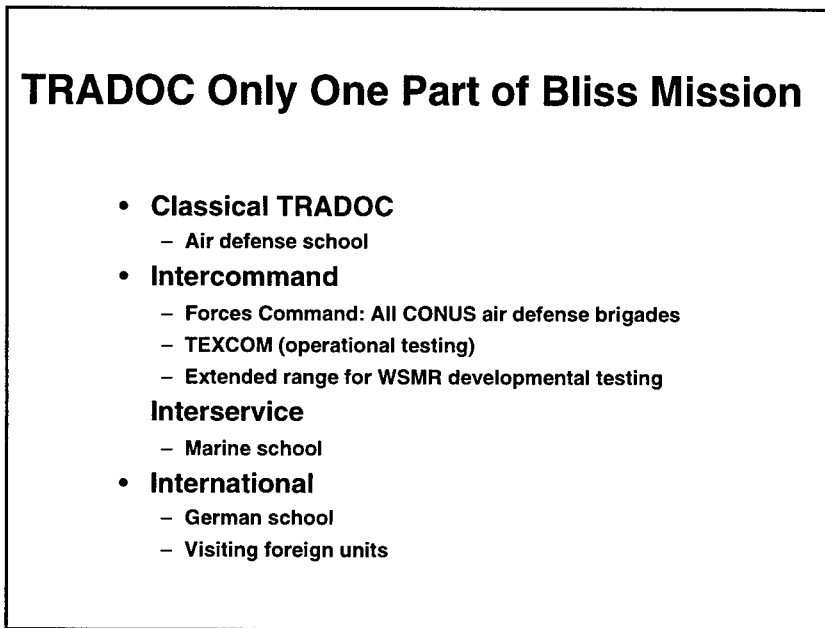 TRADOC Only One Part of Bliss Mission
• Classical TRADOC
– Air defense school
• Intercommand
– Forces Command: All CONUS air defense brigades
– TEXCOM (operational testing)
– Extended range for WSMR developmental testing
Interservice
– Marine school
• International
– German school
– Visiting foreign units